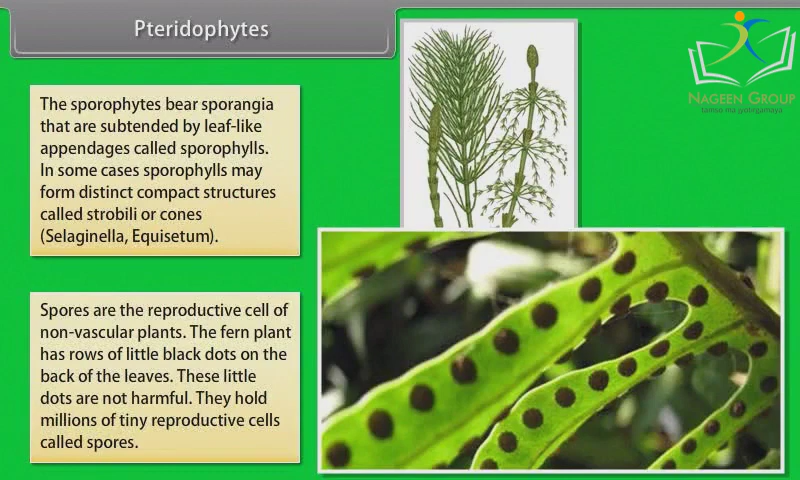 Pteridophytes
NAGEEN GROUP
tamso ma jyotirgamaya
The sporophytes bear sporangia
that are subtended by leaf-like
appendages called sporophylls.
In some cases sporophylls may
form distinct compact structures
called strobili or cones
(Selaginella, Equisetum).
Spores are the reproductive cell of
non-vascular plants. The fern plant
has rows of little black dots on the
back of the leaves. These little
dots are not harmful. They hold
millions of tiny reproductive cells
called spores.